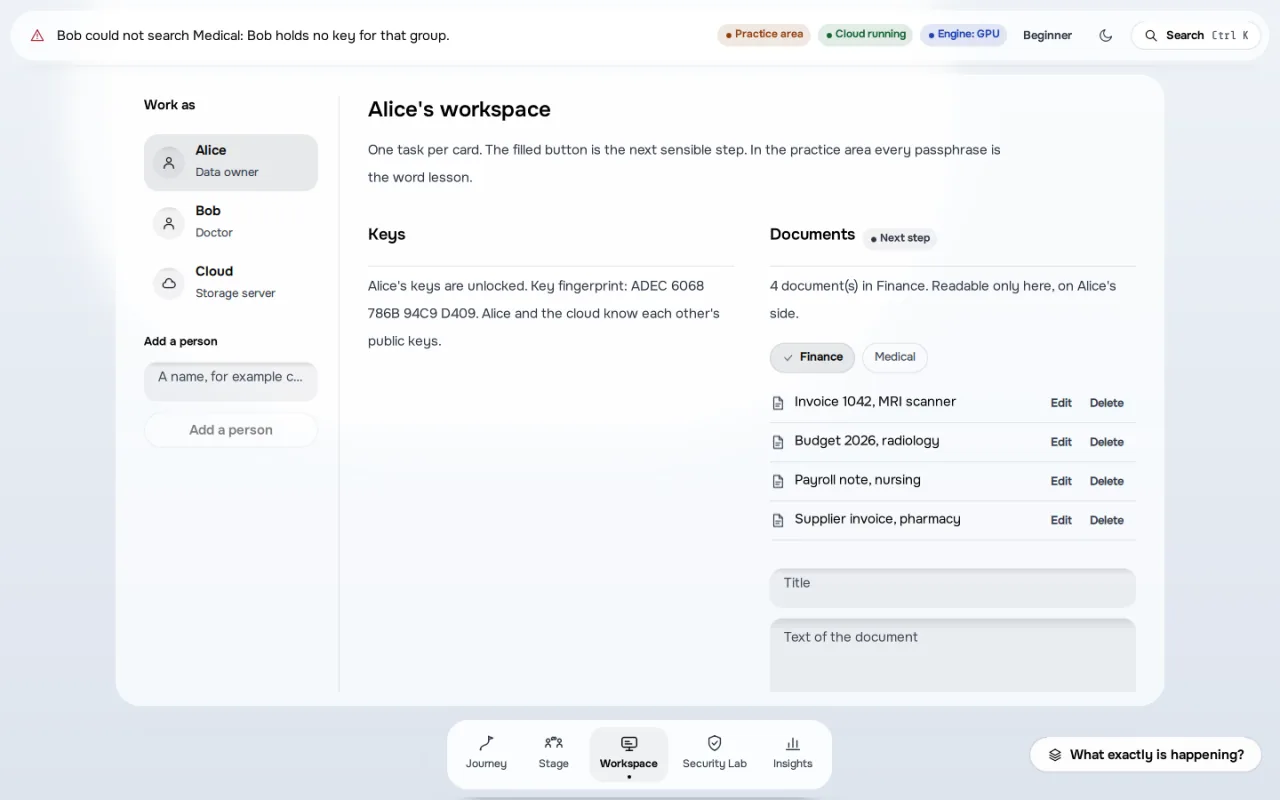 Bob could not search Medical: Bob holds no key for that group.
Practice area
Cloud running
Engine: GPU
Beginner
Search Ctrl K
Work as
Alice
Data owner
Bob
Doctor
Cloud
Storage server
Add a person
A name, for example c...
Add a person
Alice's workspace
One task per card. The filled button is the next sensible step. In the practice area every passphrase is
the word lesson.
Keys
Alice's keys are unlocked. Key fingerprint: ADEC 6068
786B 94C9 D409. Alice and the cloud know each other's
public keys.
Documents
Next step
4 document(s) in Finance. Readable only here, on Alice's
side.
Finance
Medical
Invoice 1042, MRI scanner Edit Delete
Budget 2026, radiology Edit Delete
Payroll note, nursing Edit Delete
Supplier invoice, pharmacy Edit Delete
Title
Text of the document
Journey
Stage
Workspace
Security Lab
Insights
What exactly is happening?